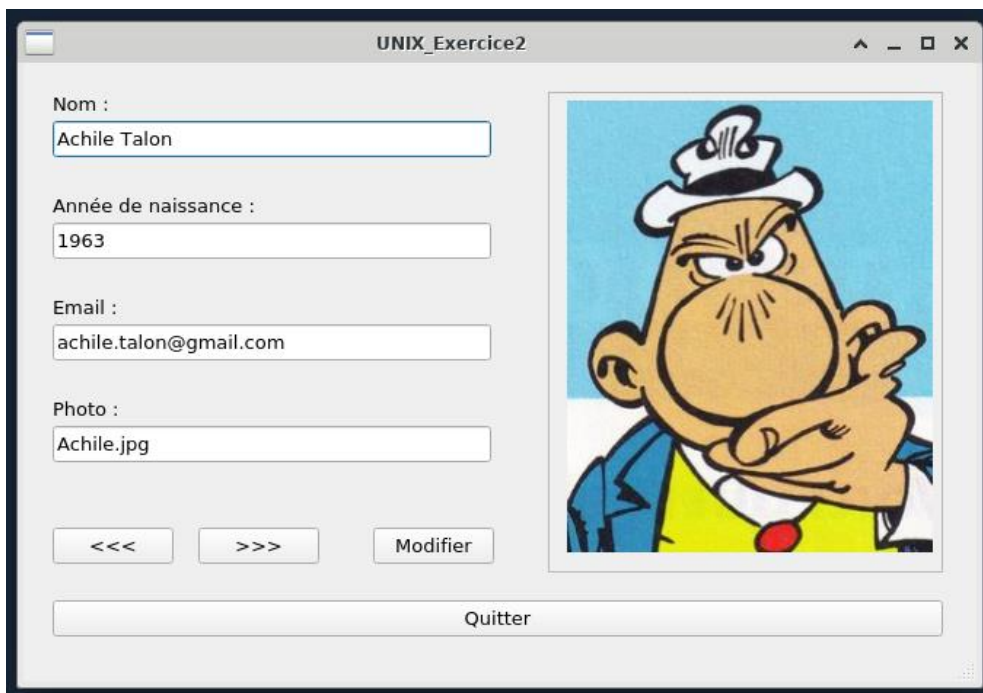 UNIX_Exercice2
Nom :
Achile Talon
Année de naissance :
1963
Email :
achile.talon@gmail.com
Photo :
Achile.jpg
<<< >>> Modifier
Quitter